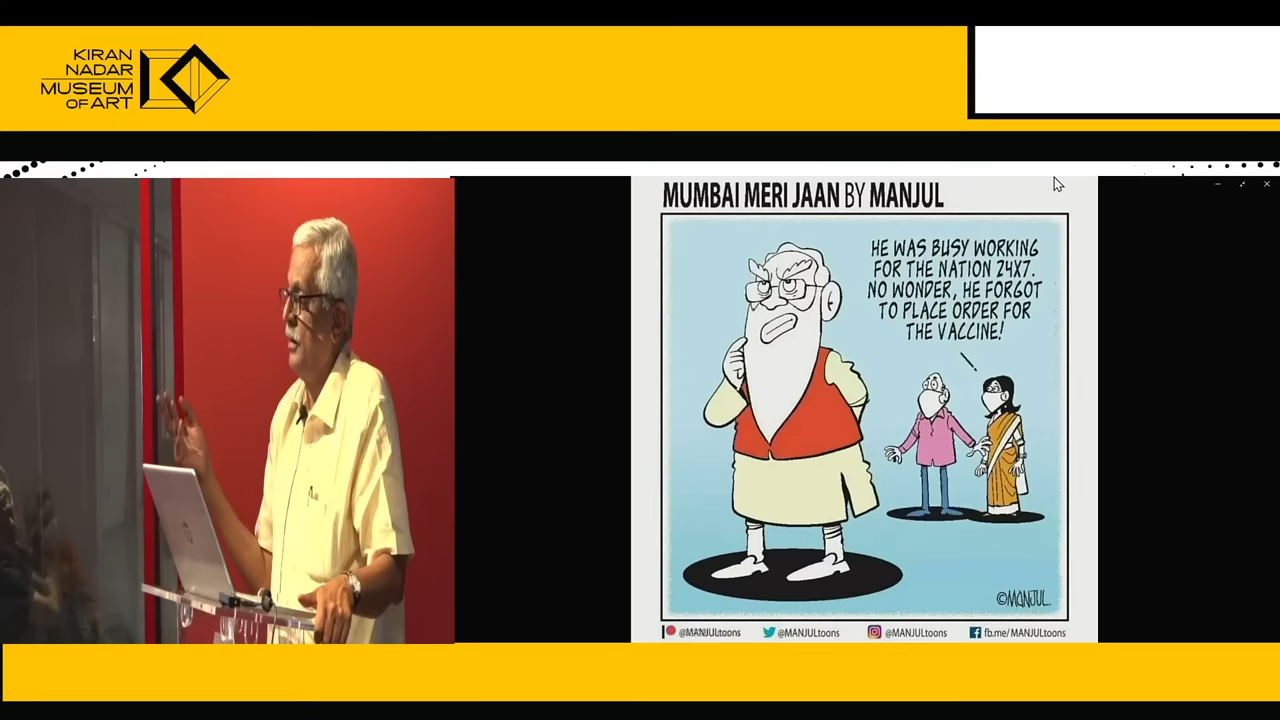 KIRAN
NADAR
MUSEUM
OF ART
MUMBAI MERI JAAN BY MANJUL
HE WAS BUSY WORKING
FOR THE NATION 24X7.
NO WONDER, HE FORGOT
TO PLACE ORDER FOR
THE VACCINE!
©MANJUL.
@MANJULtoons @MANJULtoons @MANJULtoons fb.me/MANJULtoons